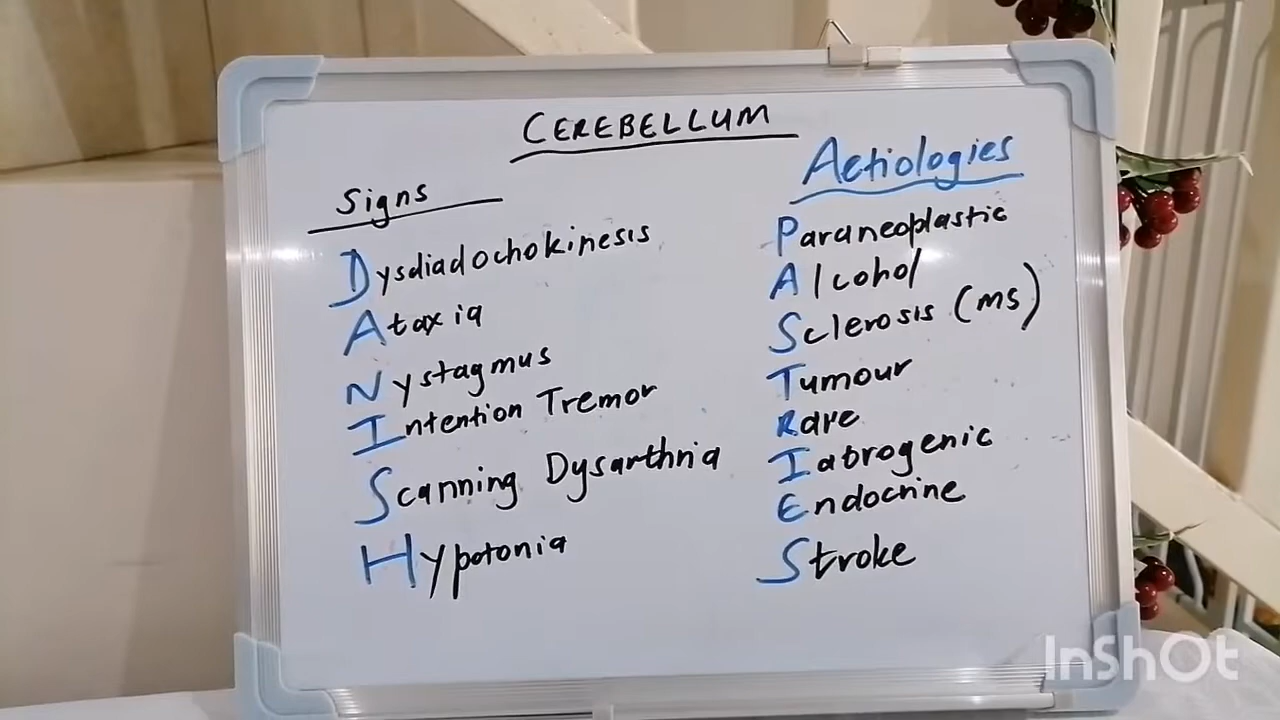 CEREBELLUM
Signs
Dysdiadochokinesis
Ataxia
Nystagmus
Intention Tremor
Scanning Dysarthria
Hypotonia
Aetiologies
Paraneoplastic
Alcohol
Sclerosis (ms)
Tumour
Rare
Iatrogenic
Endocrine
Stroke
InShOt